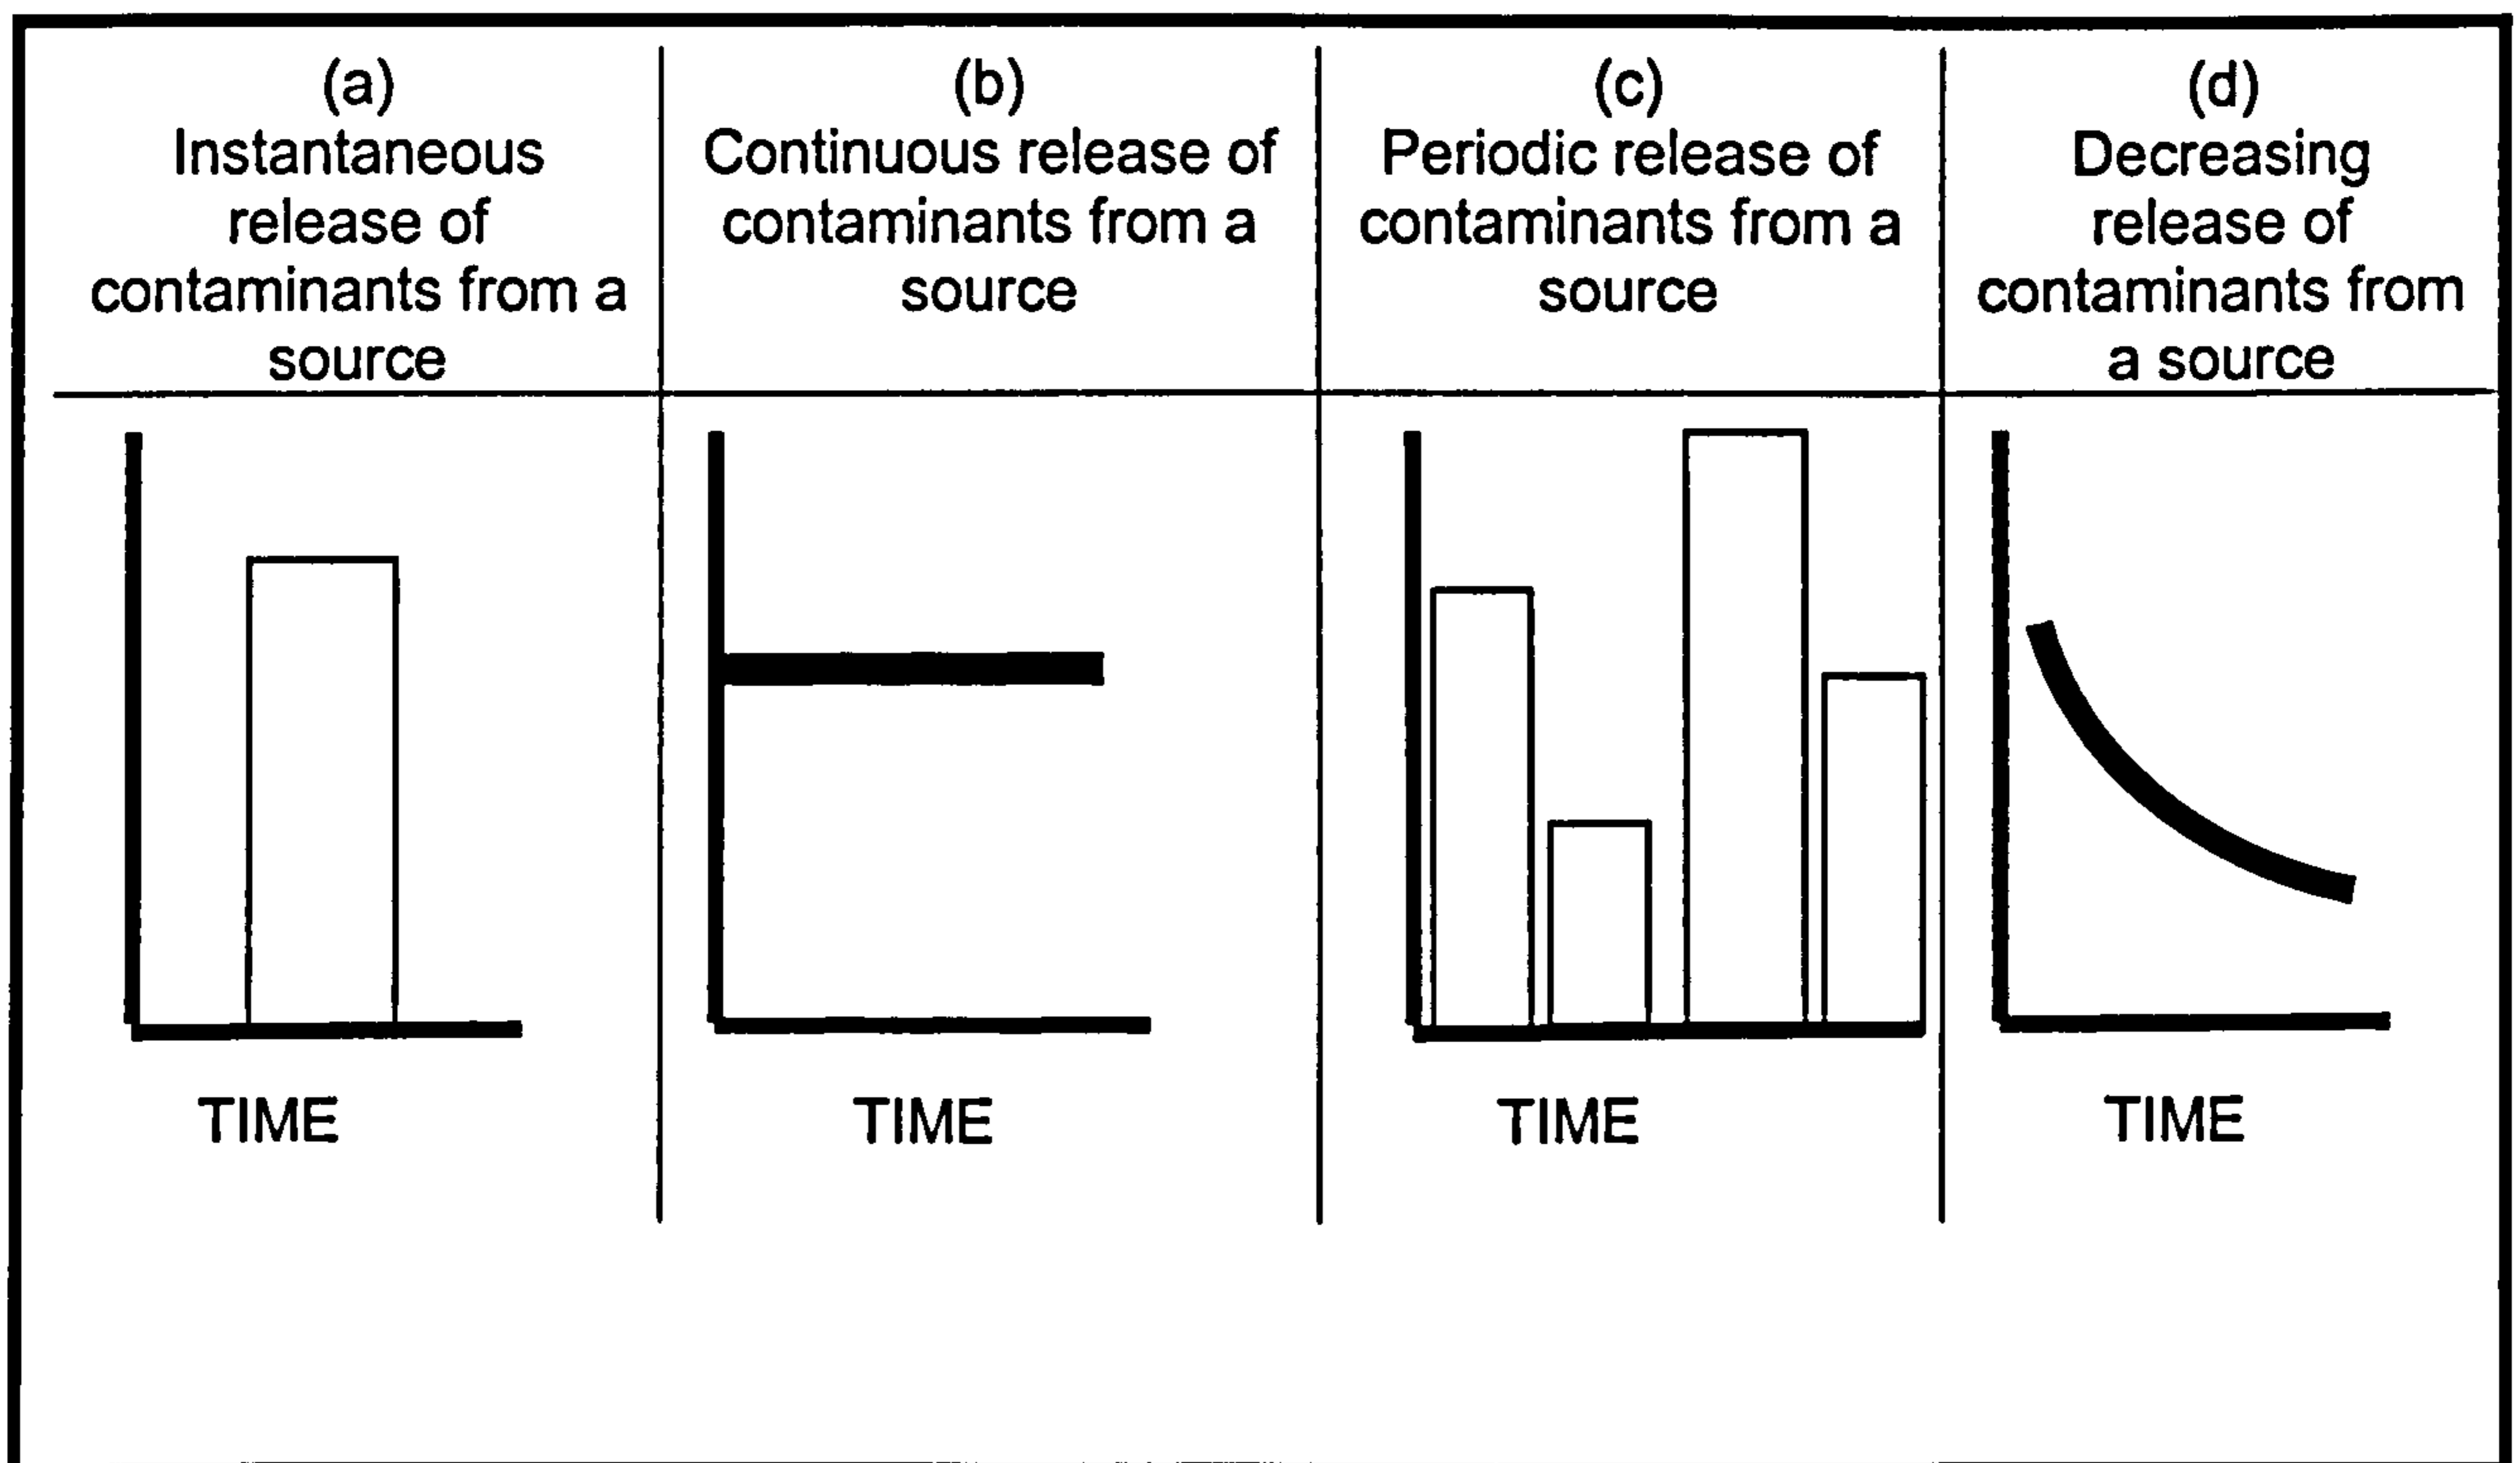 (a)
Instantaneous
release of
contaminants from a
source
(b)
Continuous release of
contaminants from a
source
(c)
Periodic release of
contaminants from a
source
(d)
Decreasing
release of
contaminants from
a source
TIME
TIME
TIME
TIME